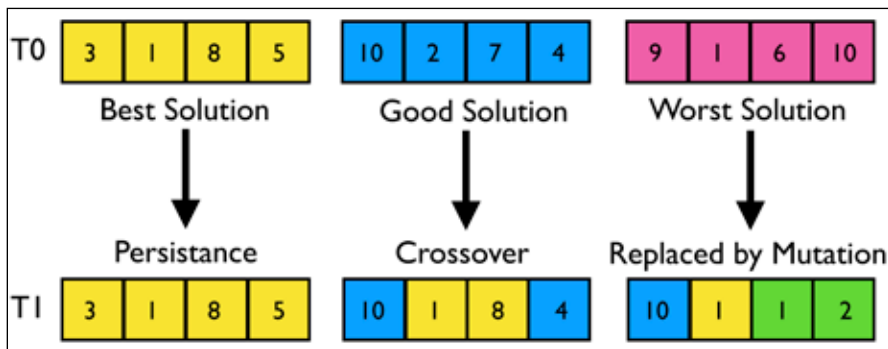 T0 3 1 8 5 10 2 7 4 9 1 6 10
Best Solution Good Solution Worst Solution
Persistance Crossover Replaced by Mutation
T1 3 1 8 5 10 1 8 4 10 1 1 2